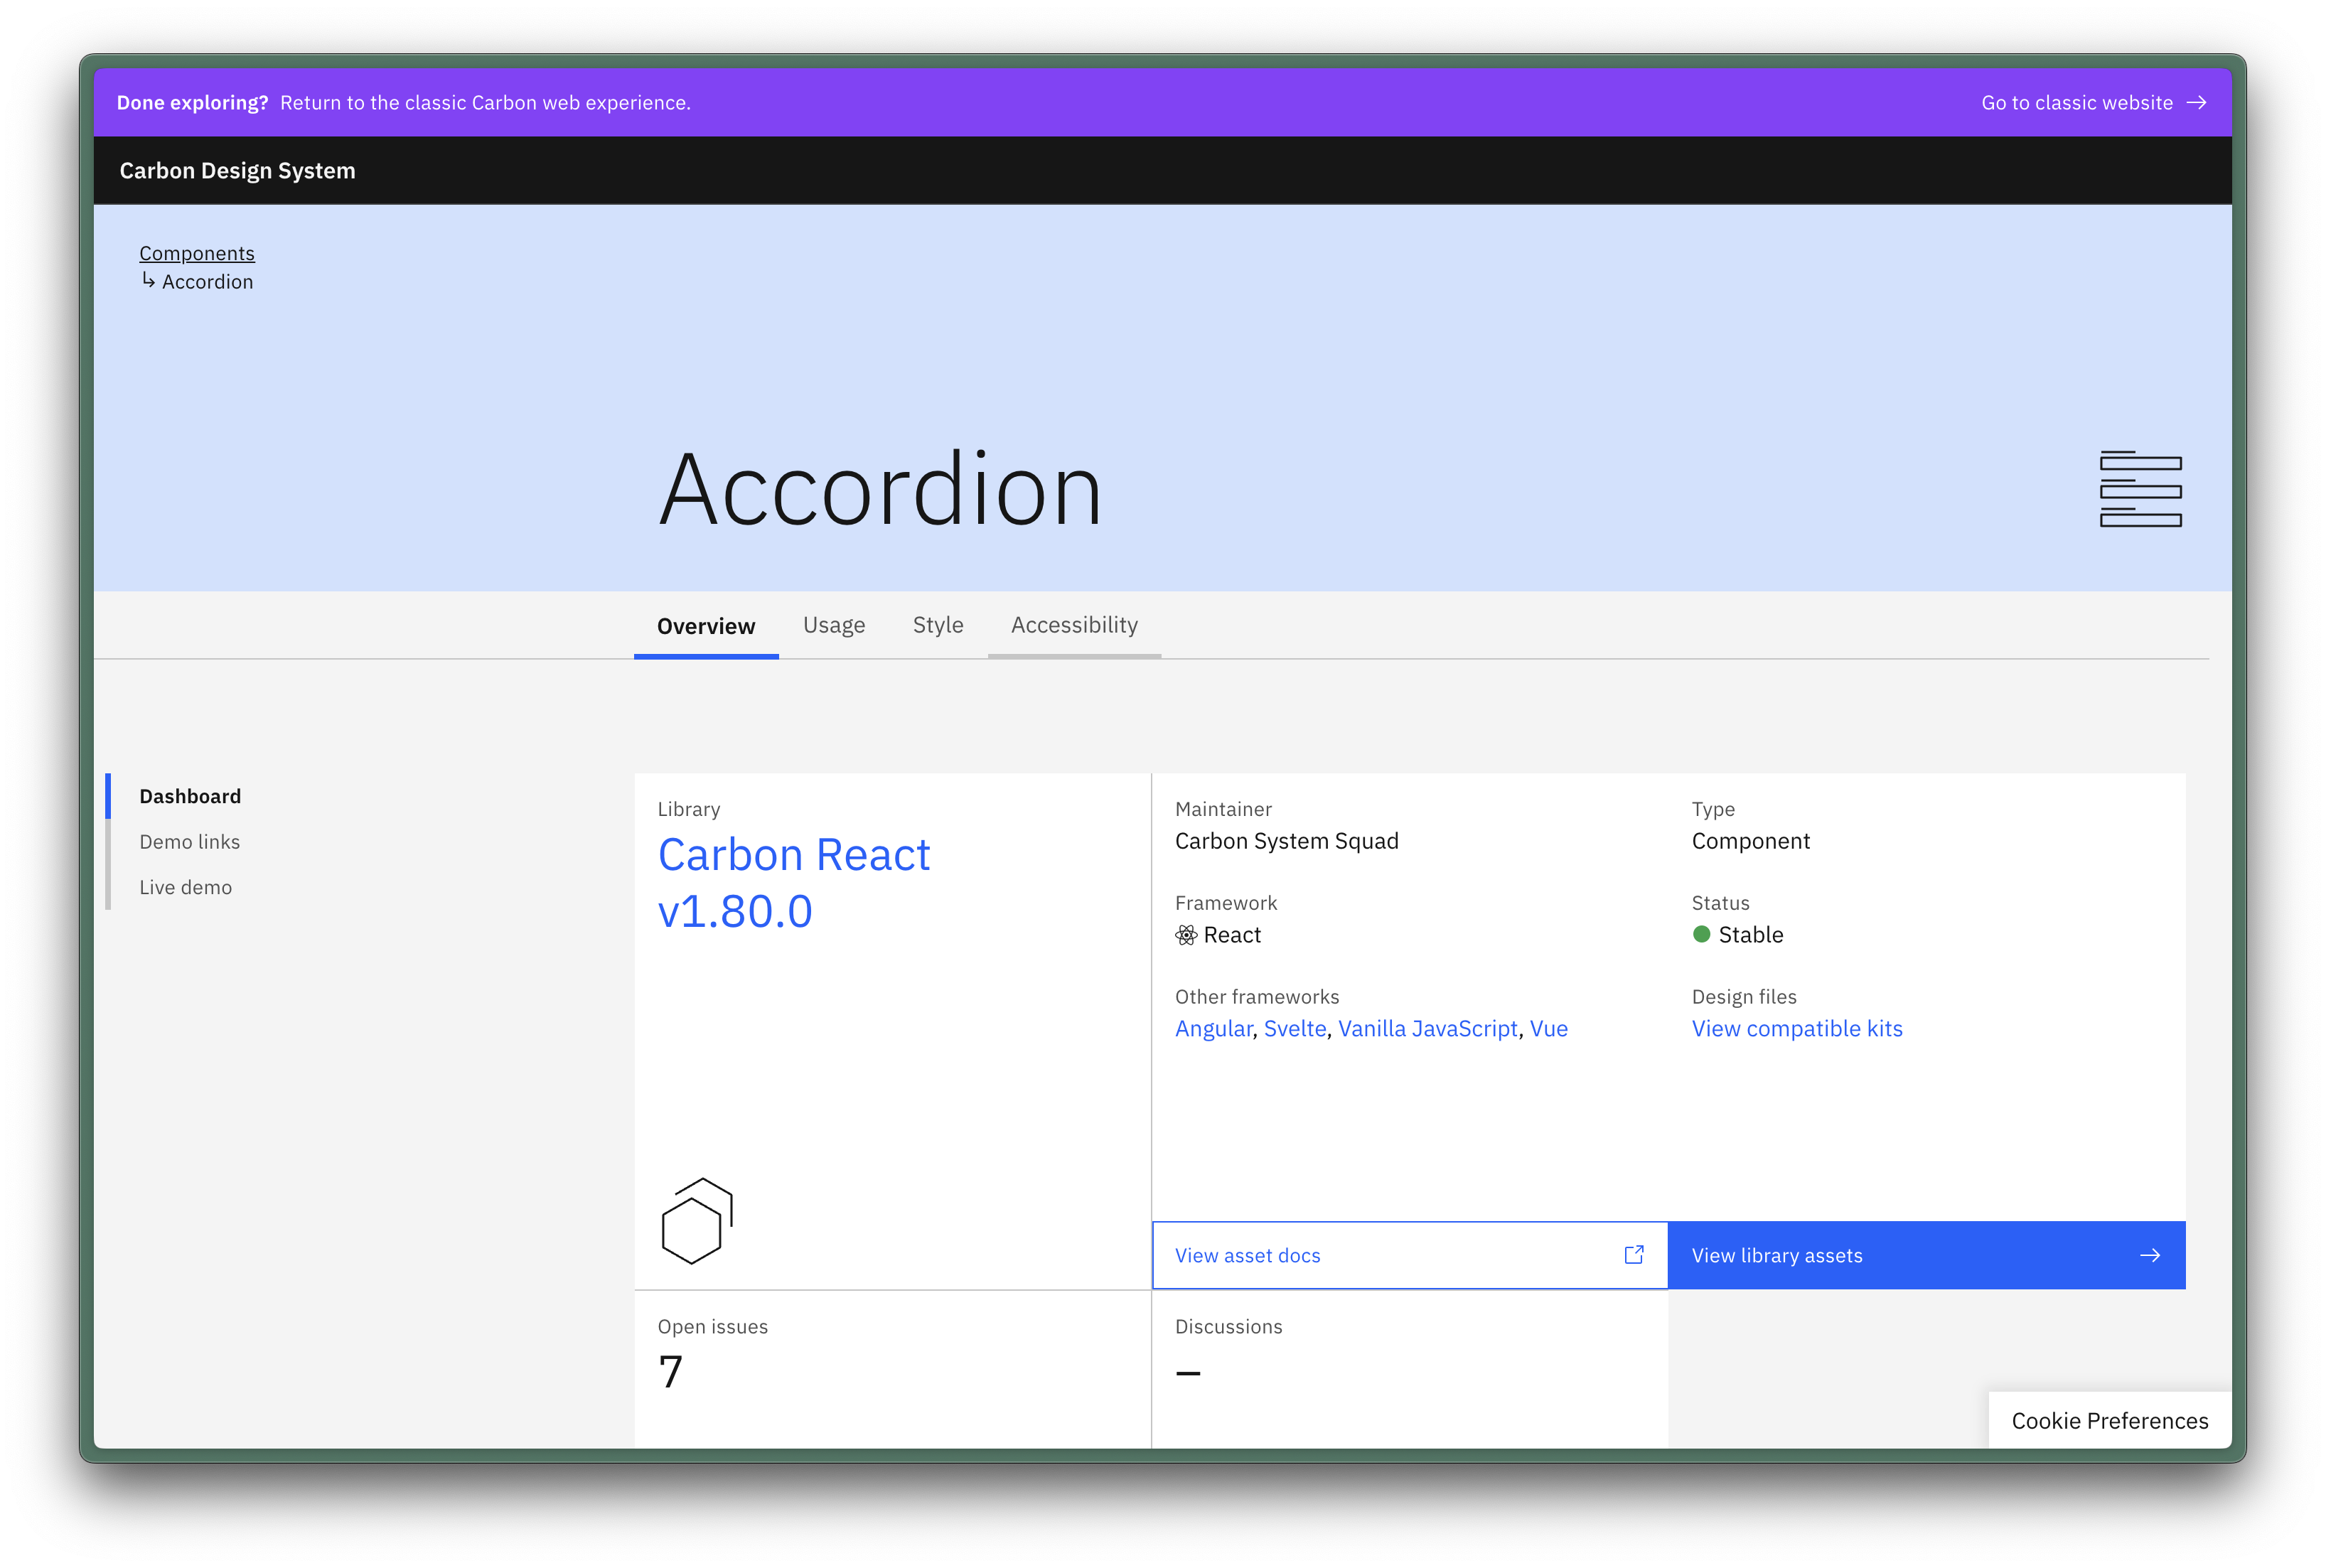 Done exploring? Return to the classic Carbon web experience.
Go to classic website
Carbon Design System
Components
↳ Accordion
Accordion
Overview
Usage
Style
Accessibility
Dashboard
Demo links
Live demo
Library
Carbon React
v1.80.0
Maintainer
Carbon System Squad
Type
Component
Framework
React
Status
Stable
Other frameworks
Angular, Svelte, Vanilla JavaScript, Vue
Design files
View compatible kits
View asset docs
View library assets
Open issues
7
Discussions
–
Cookie Preferences